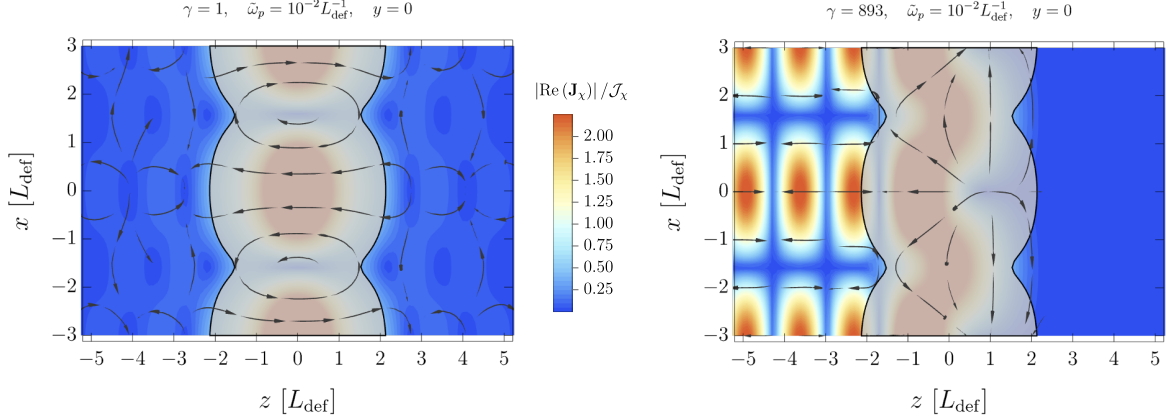 γ = 1, ω̃ₚ = 10⁻² L_def⁻¹, y = 0
3
2
1
0
−1
−2
−3
x [L_def]
−5 −4 −3 −2 −1 0 1 2 3 4 5
z [L_def]
|Re (J_χ)| / 𝒥_χ
2.00
1.75
1.50
1.25
1.00
0.75
0.50
0.25
γ = 893, ω̃ₚ = 10⁻² L_def⁻¹, y = 0
3
2
1
0
−1
−2
−3
x [L_def]
−5 −4 −3 −2 −1 0 1 2 3 4 5
z [L_def]